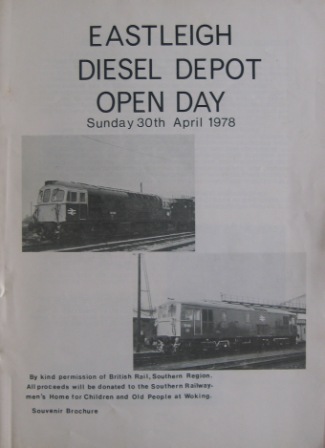 EASTLEIGH
DIESEL DEPOT
OPEN DAY
Sunday 30th April 1978
By kind permission of British Rail, Southern Region.
All proceeds will be donated to the Southern Railway-
men's Home for Children and Old People at Woking.
Souvenir Brochure